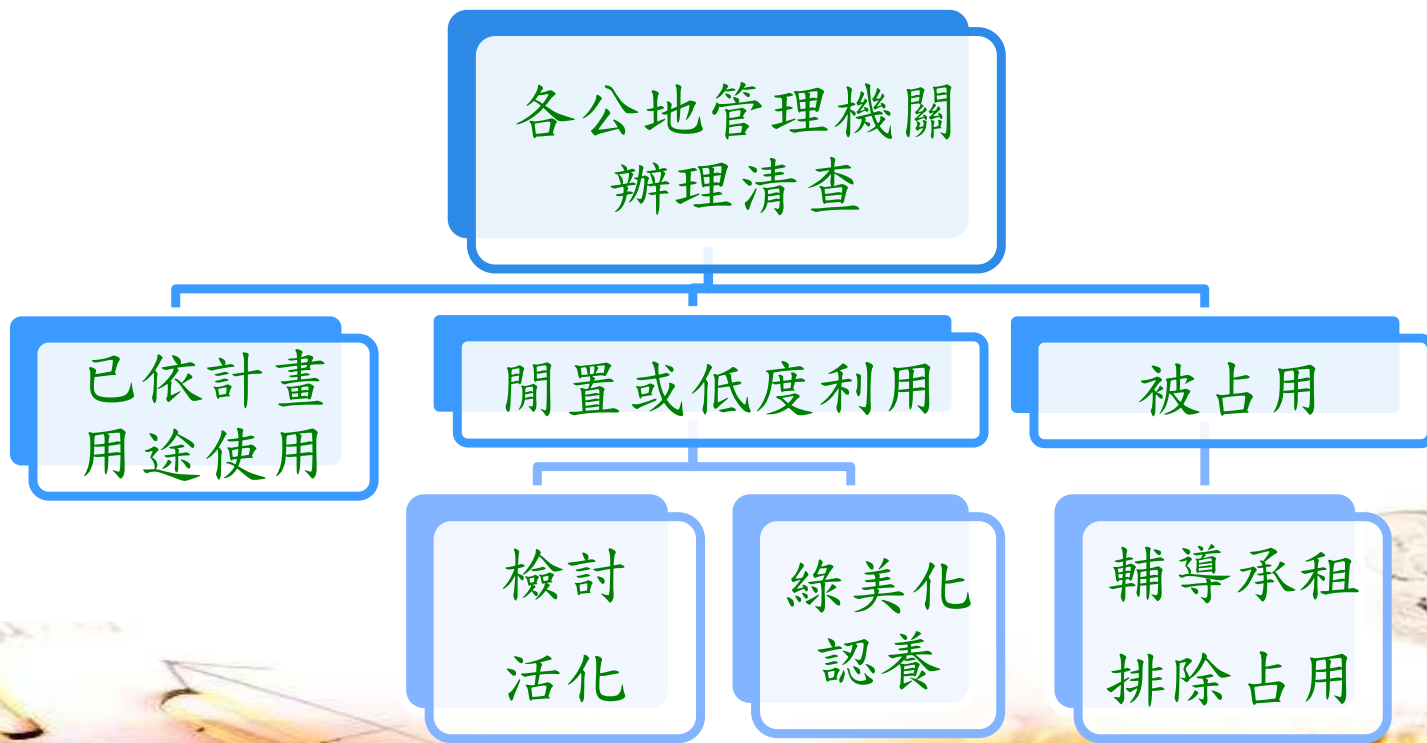 各公地管理機關
辦理清查
已依計畫
用途使用
閒置或低度利用
被占用
檢討
活化
綠美化
認養
輔導承租
排除占用